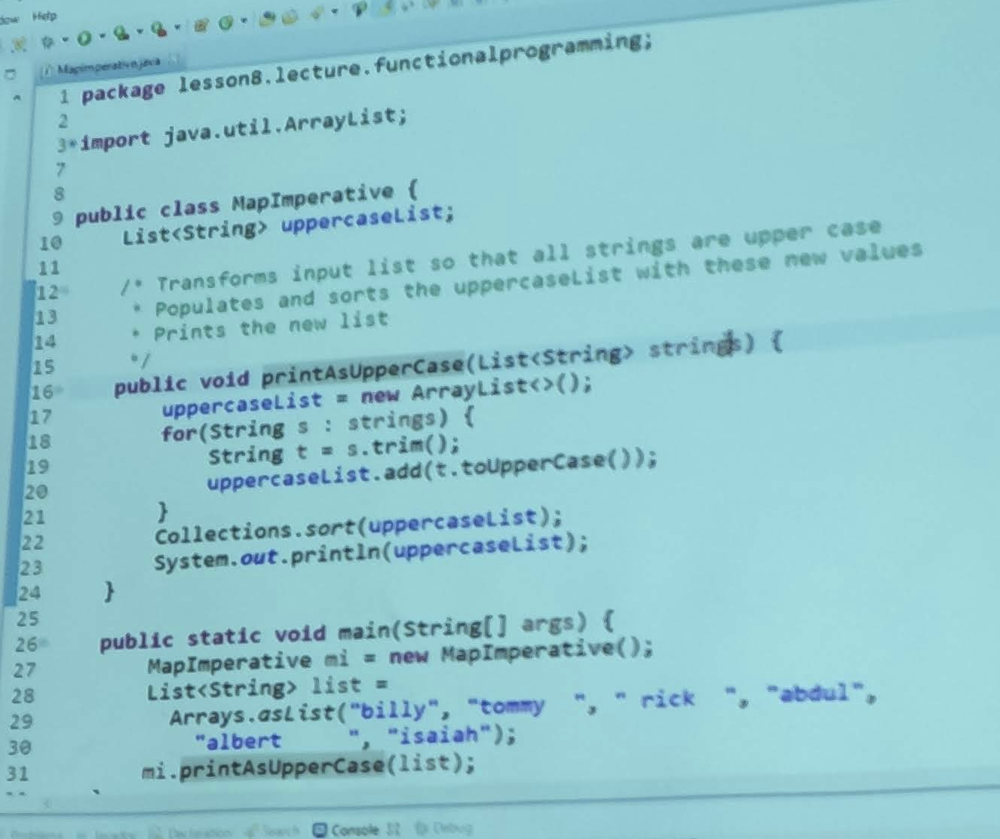 Help
MapImperative.java
1 package lesson8.lecture.functionalprogramming;
2
3 import java.util.ArrayList;
7
8
9 public class MapImperative {
10 List<String> uppercaseList;
11
12 /* Transforms input list so that all strings are upper case
13 * Populates and sorts the uppercaseList with these new values
14 * Prints the new list
15 */
16 public void printAsUpperCase(List<String> strings) {
17 uppercaseList = new ArrayList<>();
18 for(String s : strings) {
19 String t = s.trim();
20 uppercaseList.add(t.toUpperCase());
21 }
22 Collections.sort(uppercaseList);
23 System.out.println(uppercaseList);
24 }
25
26 public static void main(String[] args) {
27 MapImperative mi = new MapImperative();
28 List<String> list =
29 Arrays.asList("billy", "tommy  ", " rick  ", "abdul",
30 "albert     ", "isaiah");
31 mi.printAsUpperCase(list);
Declaration Search Console Debug